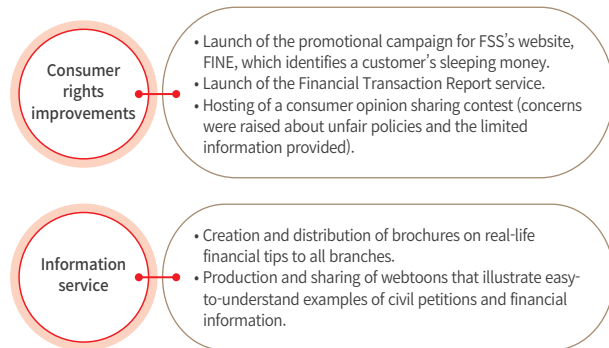 Consumer
rights
improvements
• Launch of the promotional campaign for FSS's website,
FINE, which identifies a customer's sleeping money.
• Launch of the Financial Transaction Report service.
• Hosting of a consumer opinion sharing contest (concerns
were raised about unfair policies and the limited
information provided).
Information
service
• Creation and distribution of brochures on real-life
financial tips to all branches.
• Production and sharing of webtoons that illustrate easy-
to-understand examples of civil petitions and financial
information.